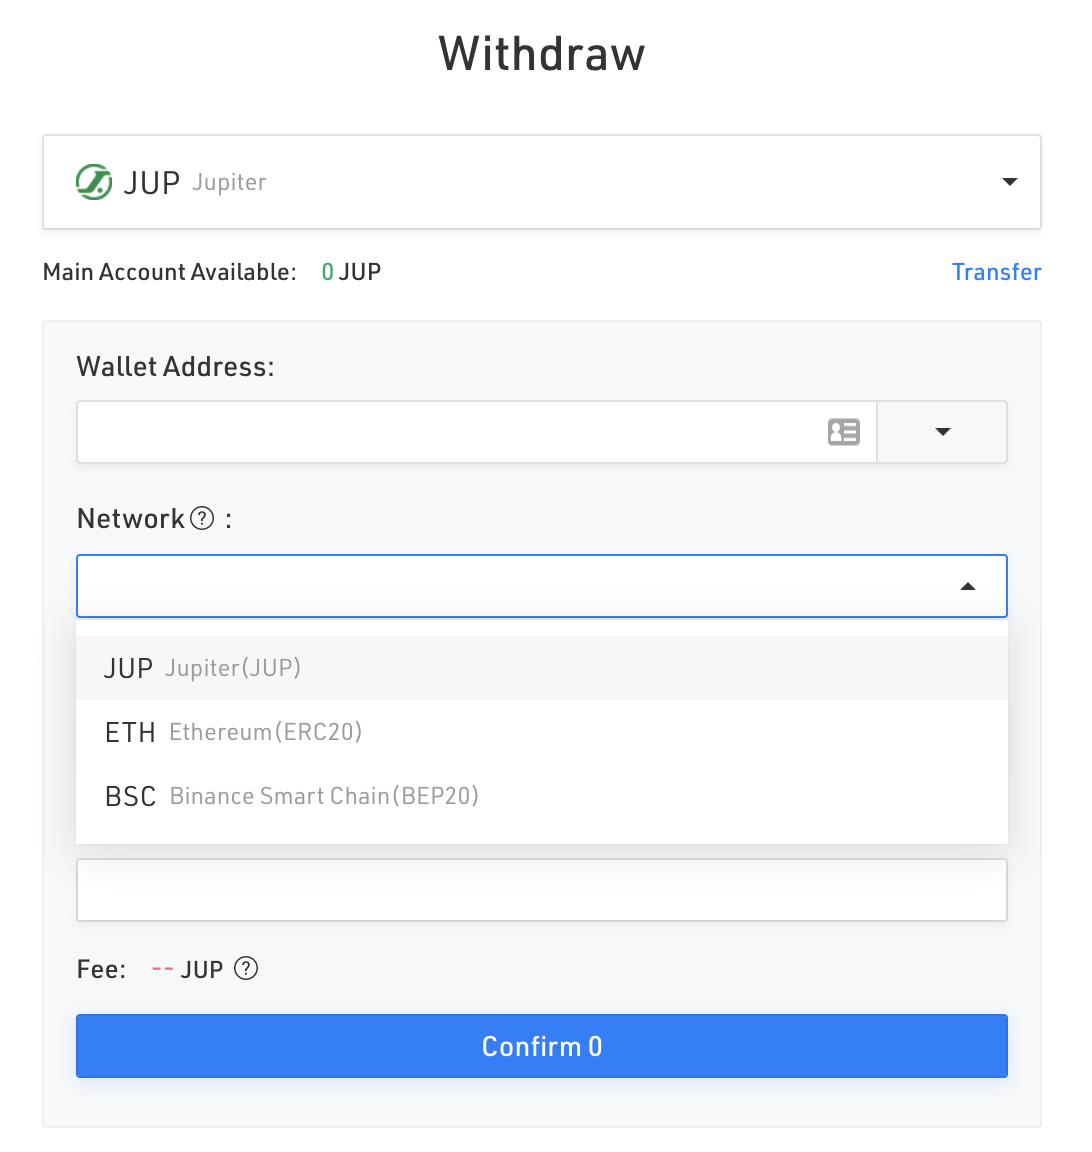 Withdraw
JUP Jupiter
Main Account Available: 0 JUP Transfer
Wallet Address:
Network ? :
JUP Jupiter(JUP)
ETH Ethereum(ERC20)
BSC Binance Smart Chain(BEP20)
Fee: -- JUP ?
Confirm 0